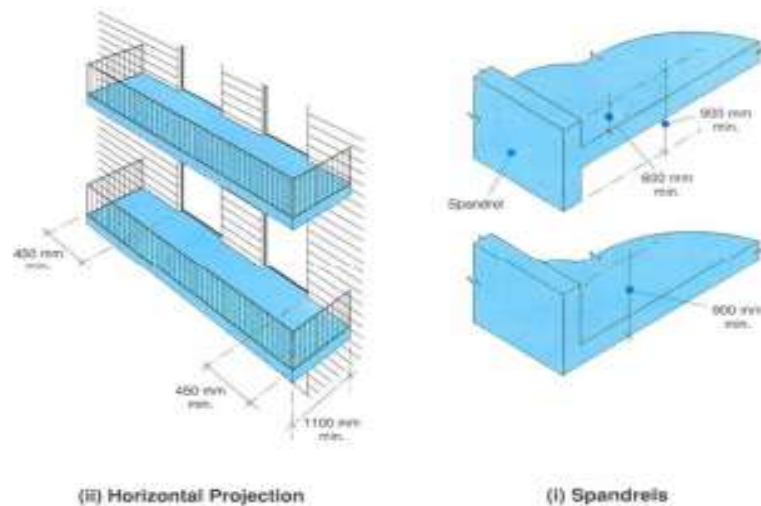 450 mm
min.
450 mm
min.
1100 mm
min.
(ii) Horizontal Projection
900 mm
min.
600 mm
min.
Spandrel
900 mm
min.
(i) Spandrels